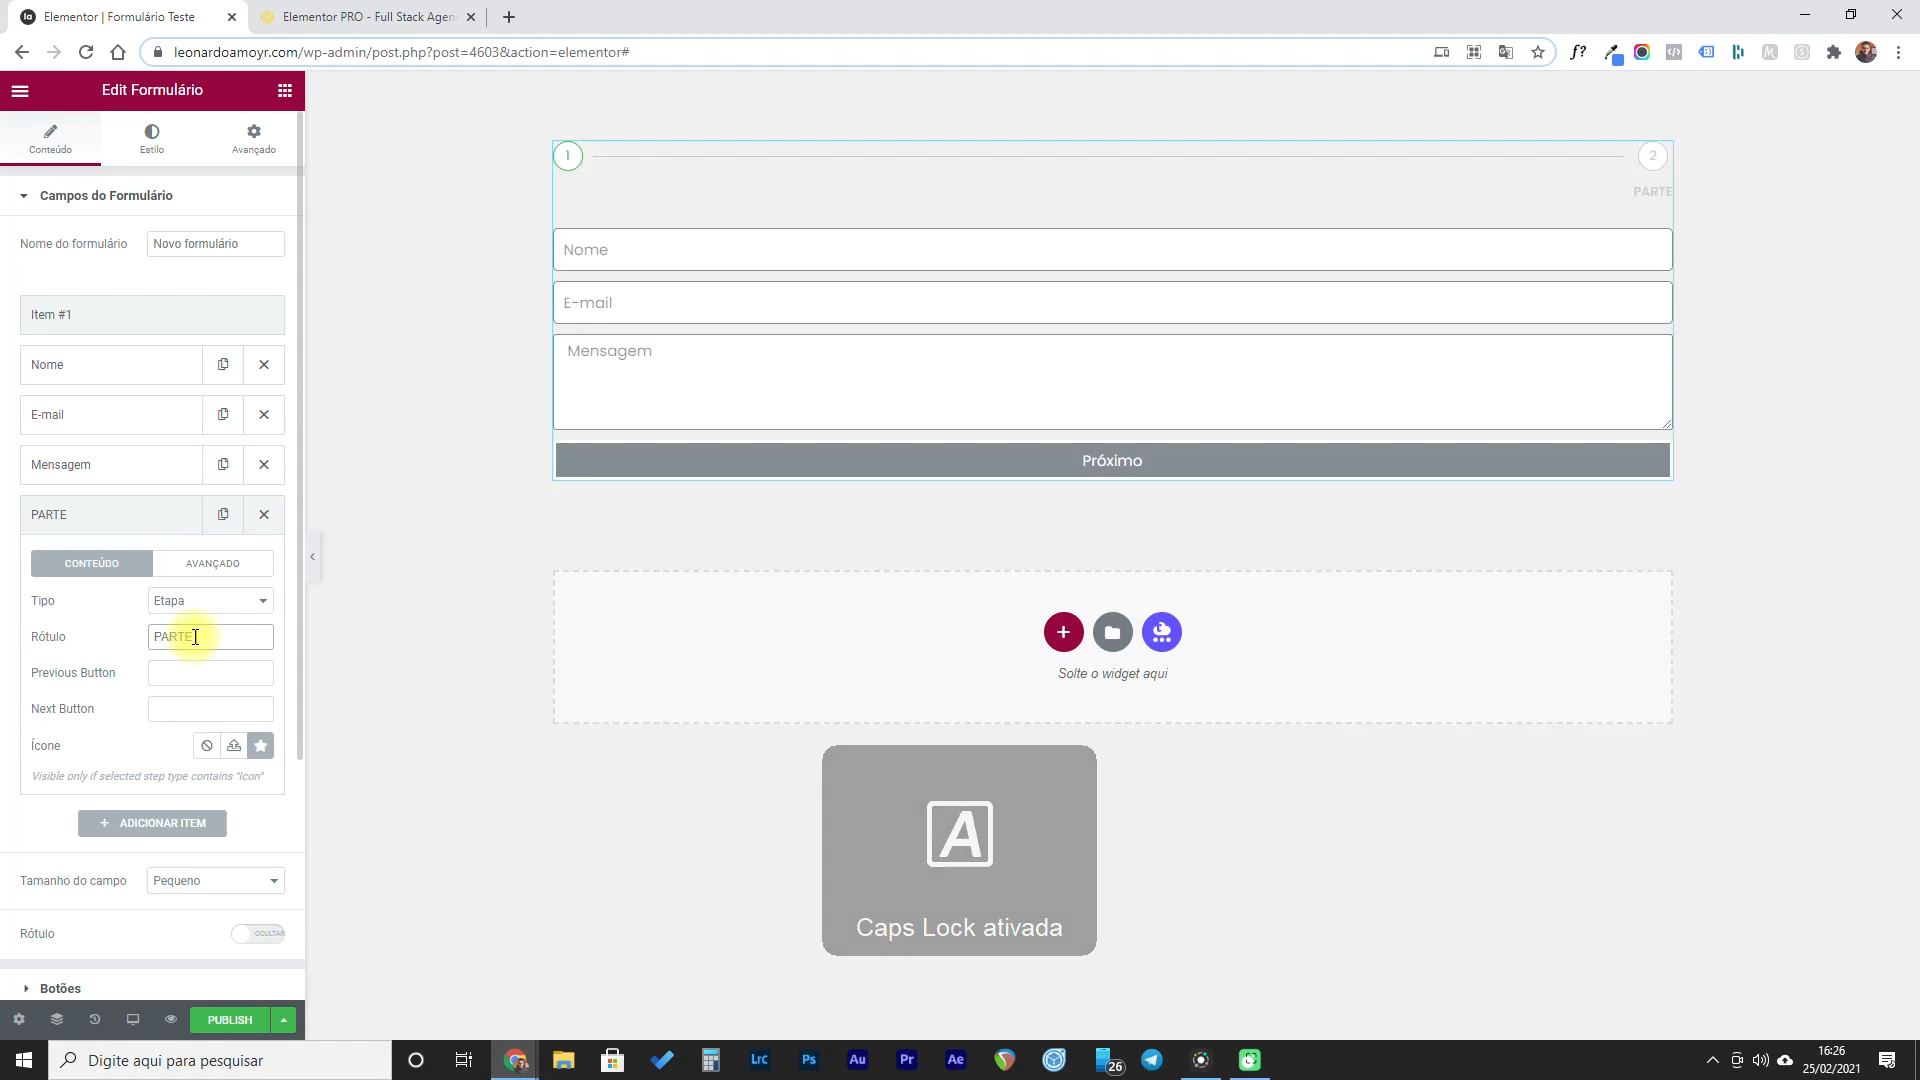 Elementor | Formulário Teste
Elementor PRO - Full Stack Agen
leonardoamoyr.com/wp-admin/post.php?post=4603&action=elementor#
Edit Formulário
Conteúdo
Estilo
Avançado
Campos do Formulário
Nome do formulário
Novo formulário
Item #1
Nome
E-mail
Mensagem
PARTE
CONTEÚDO
AVANÇADO
Tipo
Etapa
Rótulo
PARTE
Previous Button
Next Button
Ícone
Visible only if selected step type contains "Icon"
+ ADICIONAR ITEM
Tamanho do campo
Pequeno
Rótulo
OCULTAR
Botões
PUBLISH
1
2
PARTE
Nome
E-mail
Mensagem
Próximo
Solte o widget aqui
A
Caps Lock ativada
Digite aqui para pesquisar
LrC
Ps
Au
Pr
Ae
26
16:26
25/02/2021